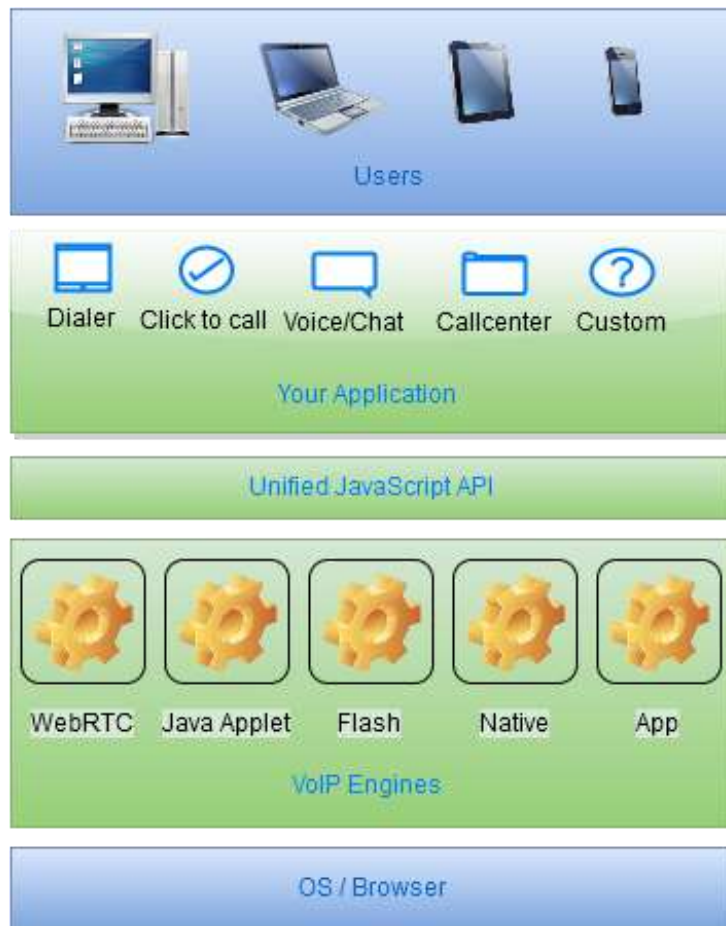 Users
Dialer Click to call Voice/Chat Callcenter Custom
Your Application
Unified JavaScript API
WebRTC Java Applet Flash Native App
VoIP Engines
OS / Browser